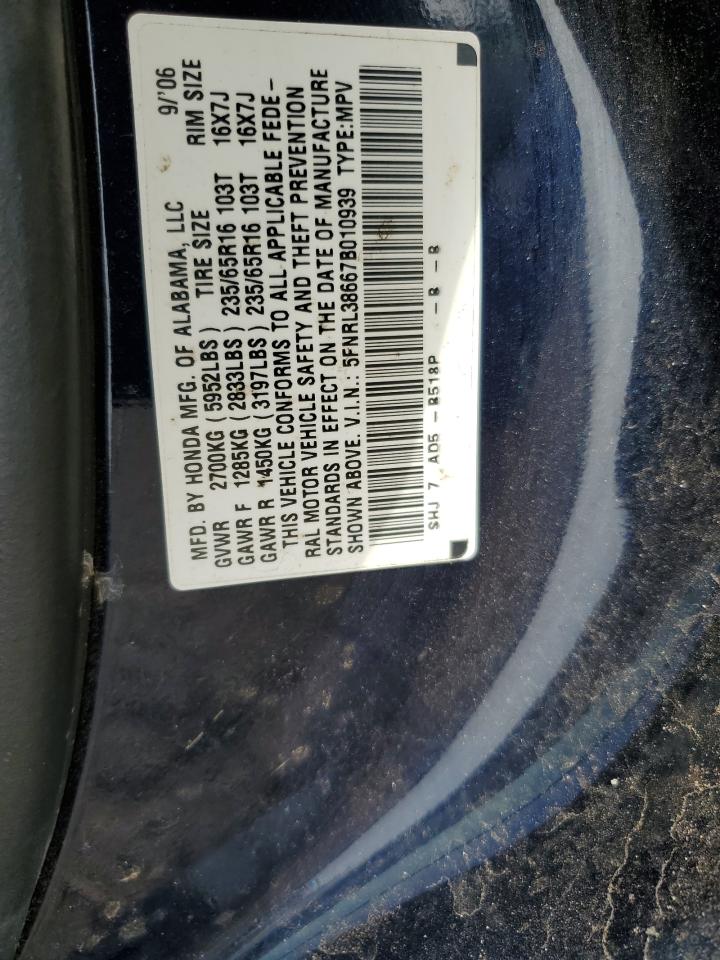 MFD. BY HONDA MFG. OF ALABAMA, LLC 9/'06
GVWR 2700KG (5952LBS) TIRE SIZE RIM SIZE
GAWR F 1285KG (2833LBS) 235/65R16 103T 16X7J
GAWR R 1450KG (3197LBS) 235/65R16 103T 16X7J
THIS VEHICLE CONFORMS TO ALL APPLICABLE FEDE-
RAL MOTOR VEHICLE SAFETY AND THEFT PREVENTION
STANDARDS IN EFFECT ON THE DATE OF MANUFACTURE
SHOWN ABOVE. V.I.N.: 5FNRL38667B010939 TYPE:MPV
SHJ 7 AD5 - B518P - B - B